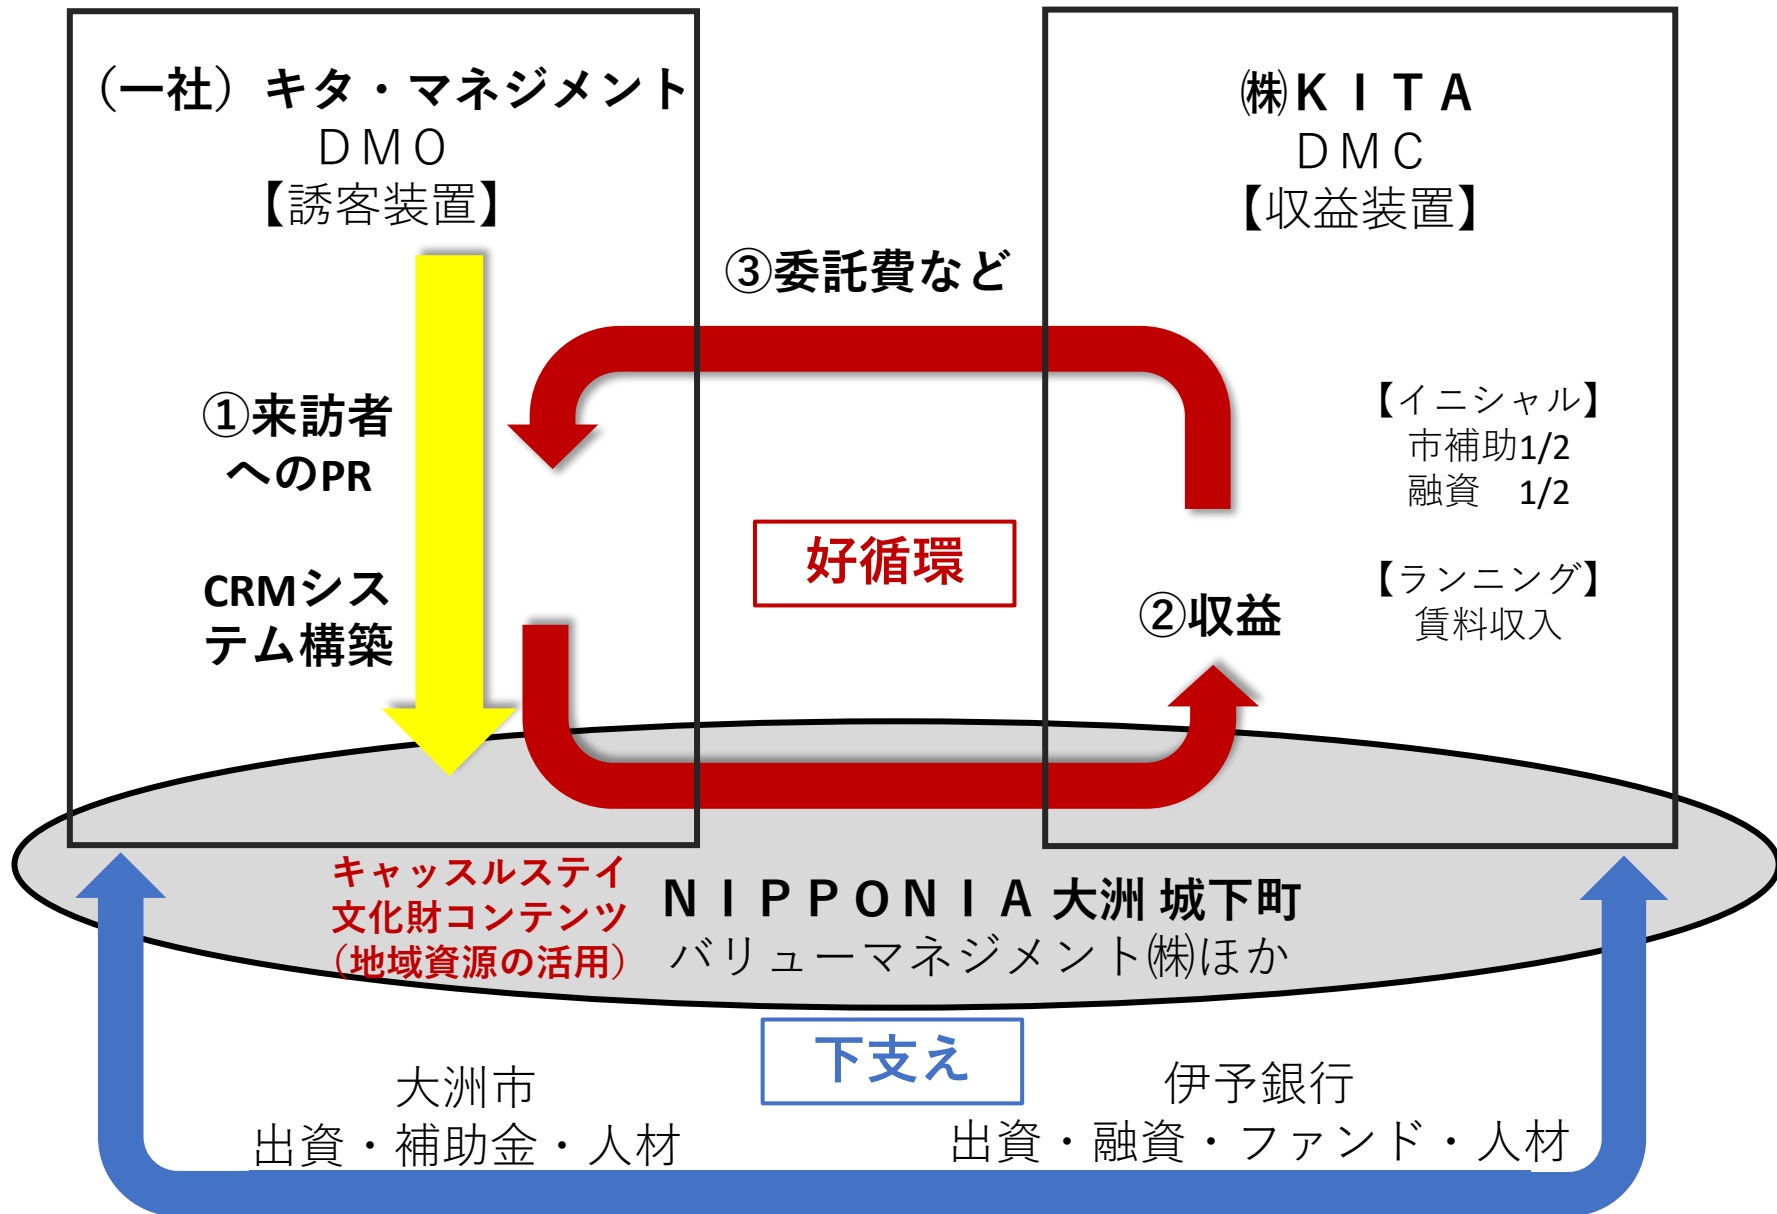 （一社）キタ・マネジメント
ＤＭＯ
【誘客装置】
㈱ＫＩＴＡ
ＤＭＣ
【収益装置】
③委託費など
①来訪者
へのPR
CRMシス
テム構築
好循環
②収益
【イニシャル】
市補助1/2
融資　1/2
【ランニング】
賃料収入
キャッスルステイ
文化財コンテンツ
（地域資源の活用）
ＮＩＰＰＯＮＩＡ 大洲 城下町
バリューマネジメント㈱ほか
下支え
大洲市
出資・補助金・人材
伊予銀行
出資・融資・ファンド・人材